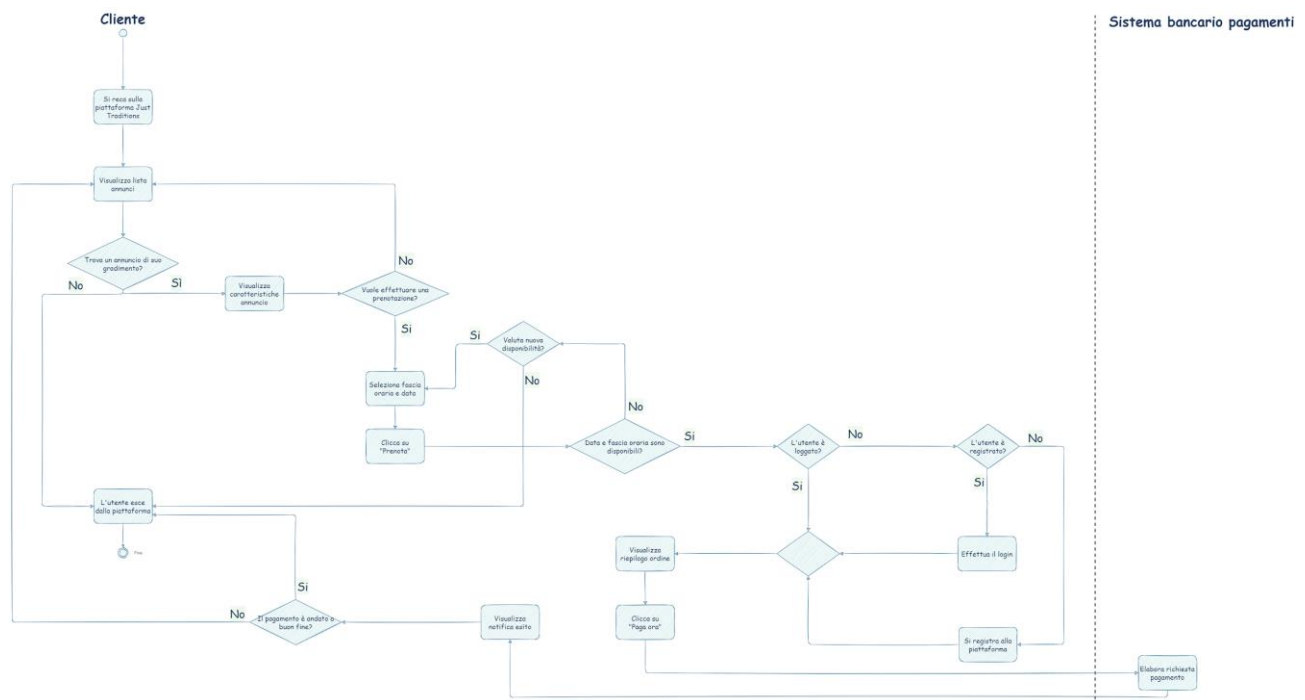 Cliente
Sistema bancario pagamenti
Si reca sulla
piattaforma Just
Traditions
Visualizza lista
annunci
Trova un annuncio di suo
gradimento?
No
Sì
Visualizza
caratteristiche
annuncio
Vuole effettuare una
prenotazione?
No
Si
Seleziona fascia
oraria e data
Clicca su
"Prenota"
Valuta nuova
disponibilità?
Si
No
Data e fascia oraria sono
disponibili?
No
Si
L'utente è
loggato?
No
Si
L'utente è
registrato?
No
Si
Effettua il login
Si registra alla
piattaforma
Visualizza
riepilogo ordine
Clicca su
"Paga ora"
Elabora richiesta
pagamento
Visualizza
notifica esito
Il pagamento è andato a
buon fine?
No
Si
L'utente esce
dalla piattaforma